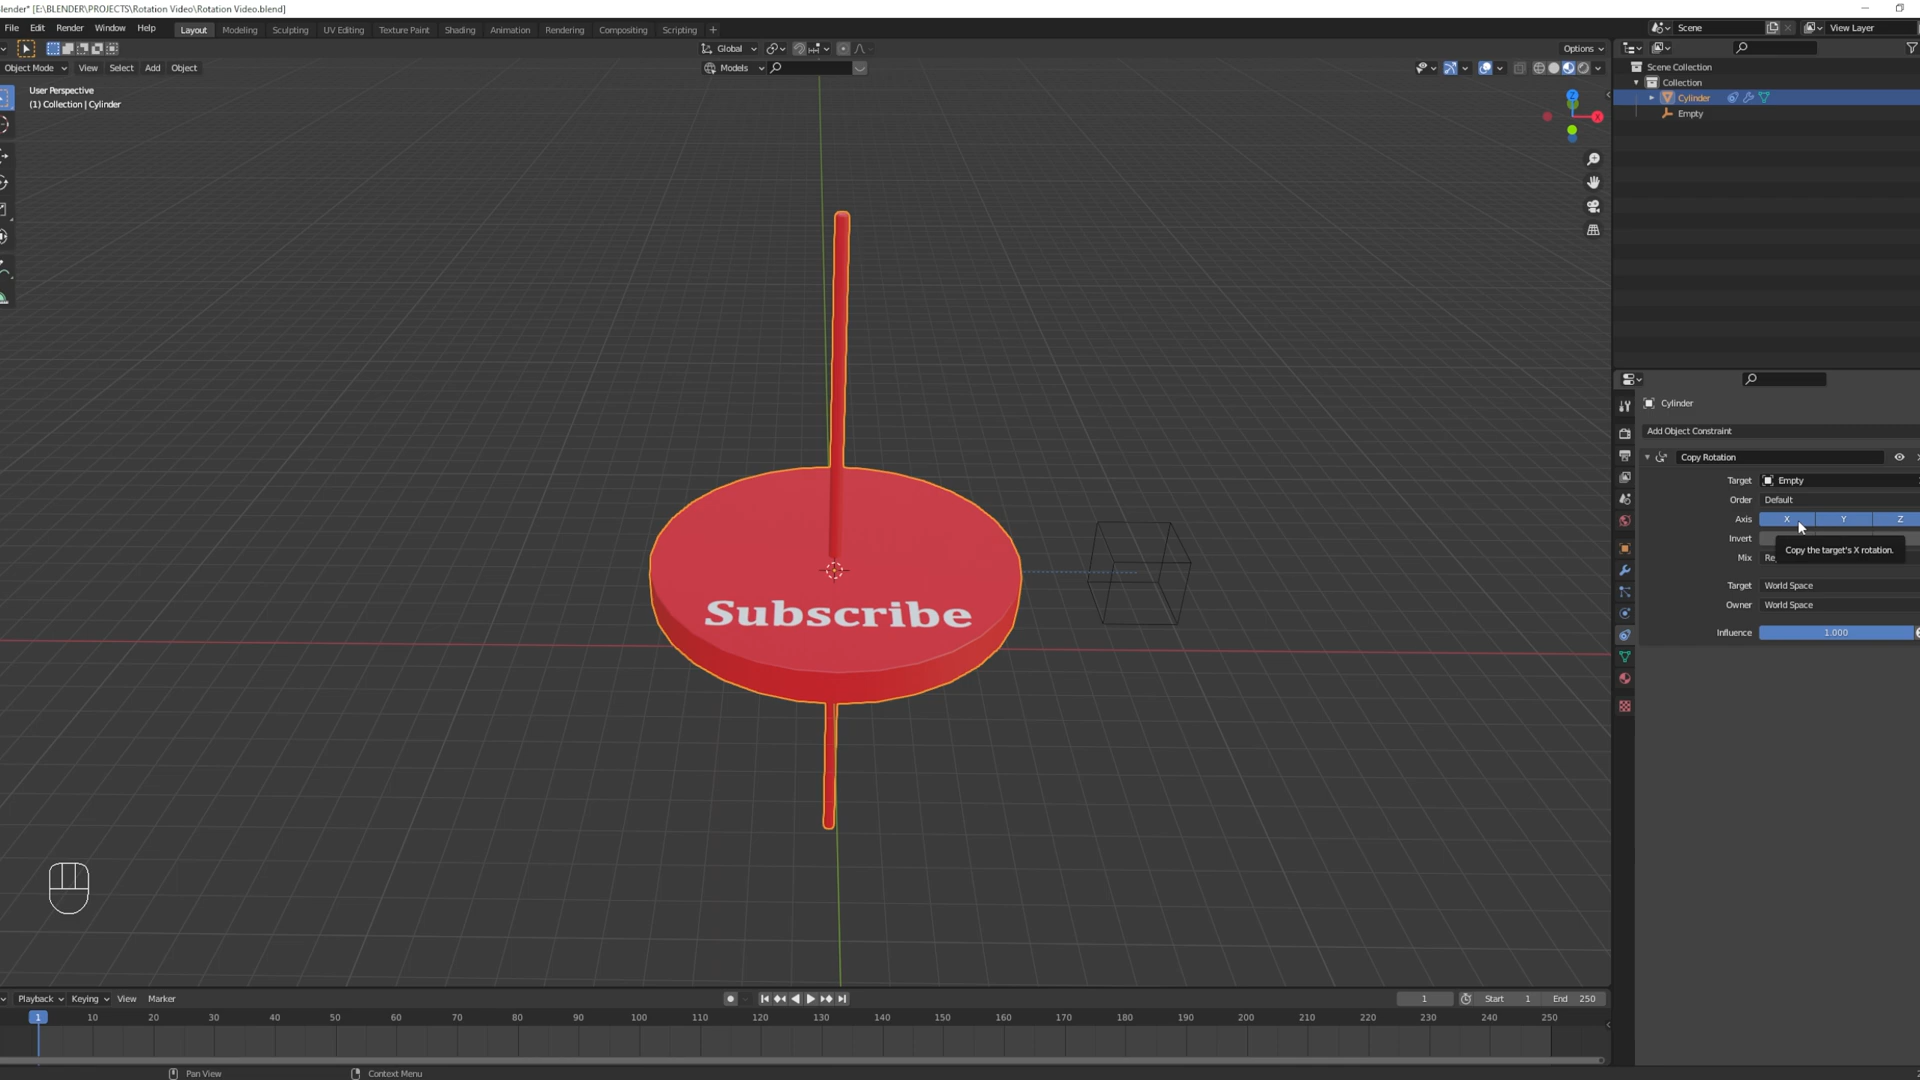 lender* [E:\BLENDER\PROJECTS\Rotation Video\Rotation Video.blend]
File Edit Render Window Help Layout Modeling Sculpting UV Editing Texture Paint Shading Animation Rendering Compositing Scripting + Scene View Layer
Global Options
Object Mode View Select Add Object Models
User Perspective
(1) Collection | Cylinder
Scene Collection
Collection
Cylinder
Empty
Z
X
Cylinder
Add Object Constraint
Copy Rotation
Target Empty
Order Default
Axis X Y Z
Invert
Copy the target's X rotation.
Mix Re
Target World Space
Owner World Space
Influence 1.000
Subscribe
Playback Keying View Marker 1 Start 1 End 250
1 10 20 30 40 50 60 70 80 90 100 110 120 130 140 150 160 170 180 190 200 210 220 230 240 250
Pan View Context Menu